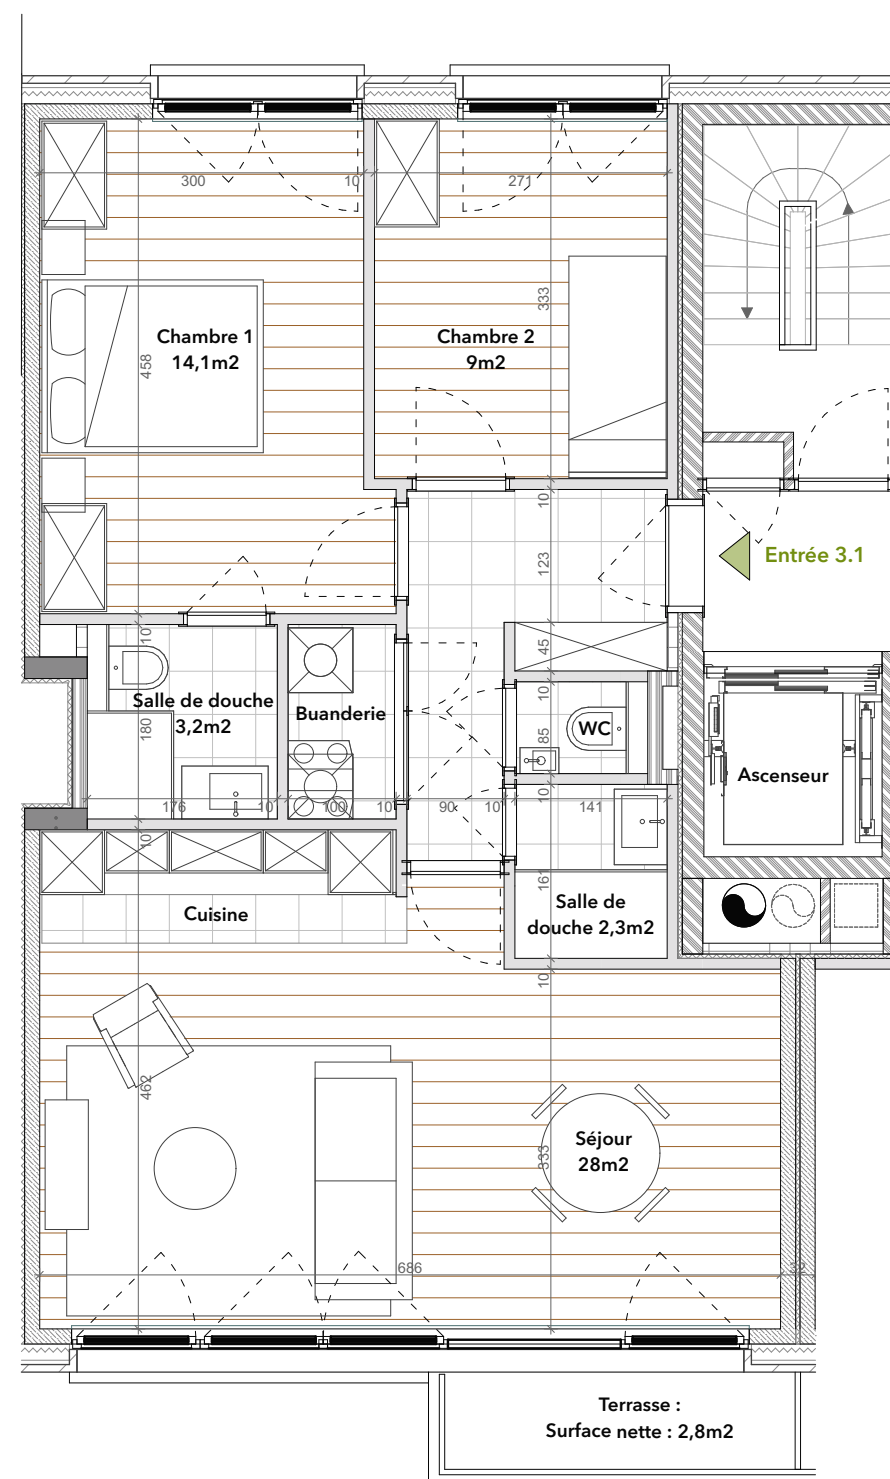 300
10
271
333
Chambre 1
14,1m2
458
Chambre 2
9m2
10
123
Entrée 3.1
45
10
10
Salle de douche
3,2m2
180
Buanderie
WC
85
Ascenseur
176
10
100
10
90
10
141
10
10
161
Cuisine
Salle de
douche 2,3m2
10
462
Séjour
28m2
333
686
32
Terrasse :
Surface nette : 2,8m2